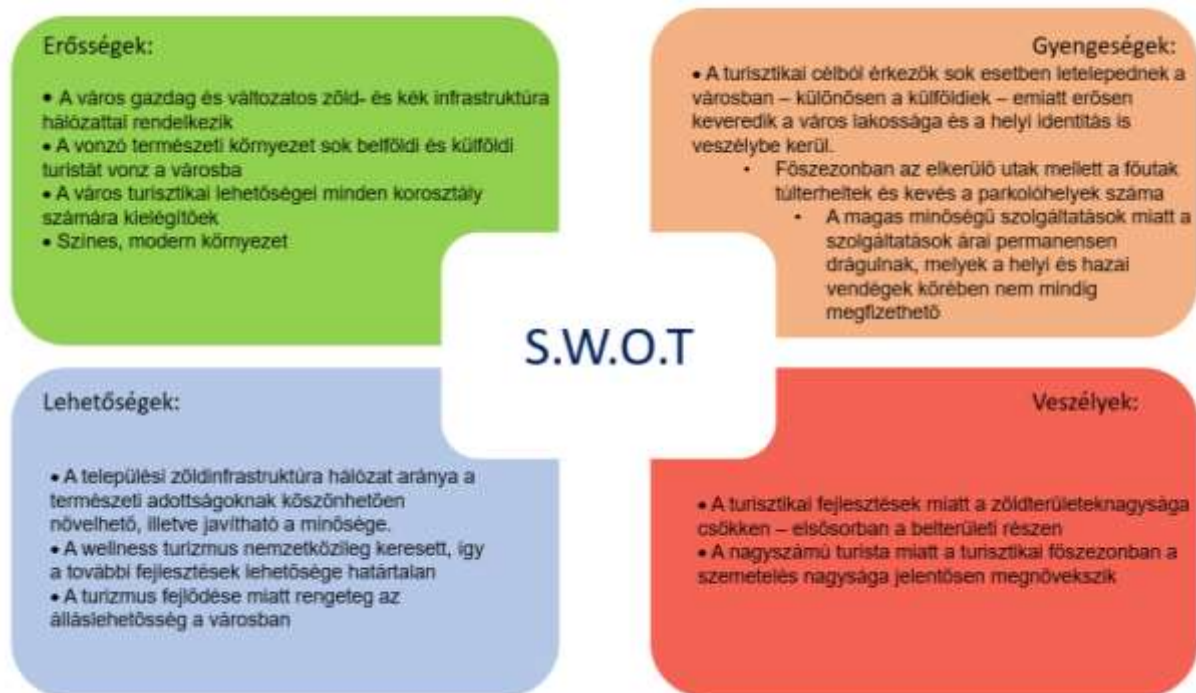 Erősségek:
• A város gazdag és változatos zöld- és kék infrastruktúra
hálózattal rendelkezik
• A vonzó természeti környezet sok belföldi és külföldi
turistát vonz a városba
• A város turisztikai lehetőségei minden korosztály
számára kielégítőek
• Színes, modern környezet
Gyengeségek:
• A turisztikai célból érkezők sok esetben letelepednek a
városban – különösen a külföldiek – emiatt erősen
keveredik a város lakossága és a helyi identitás is
veszélybe kerül.
• Főszezonban az elkerülő utak mellett a főutak
túlterheltek és kevés a parkolóhelyek száma
• A magas minőségű szolgáltatások miatt a
szolgáltatások árai permanensen
drágulnak, melyek a helyi és hazai
vendégek körében nem mindig
megfizethető
S.W.O.T
Lehetőségek:
• A települési zöldinfrastruktúra hálózat aránya a
természeti adottságoknak köszönhetően
növelhető, illetve javítható a minősége.
• A wellness turizmus nemzetközileg keresett, így
a további fejlesztések lehetősége határtalan
• A turizmus fejlődése miatt rengeteg az
álláslehetősség a városban
Veszélyek:
• A turisztikai fejlesztések miatt a zöldterületeknagysága
csökken – elsősorban a belterületi részen
• A nagyszámú turista miatt a turisztikai főszezonban a
szemetelés nagysága jelentősen megnövekszik